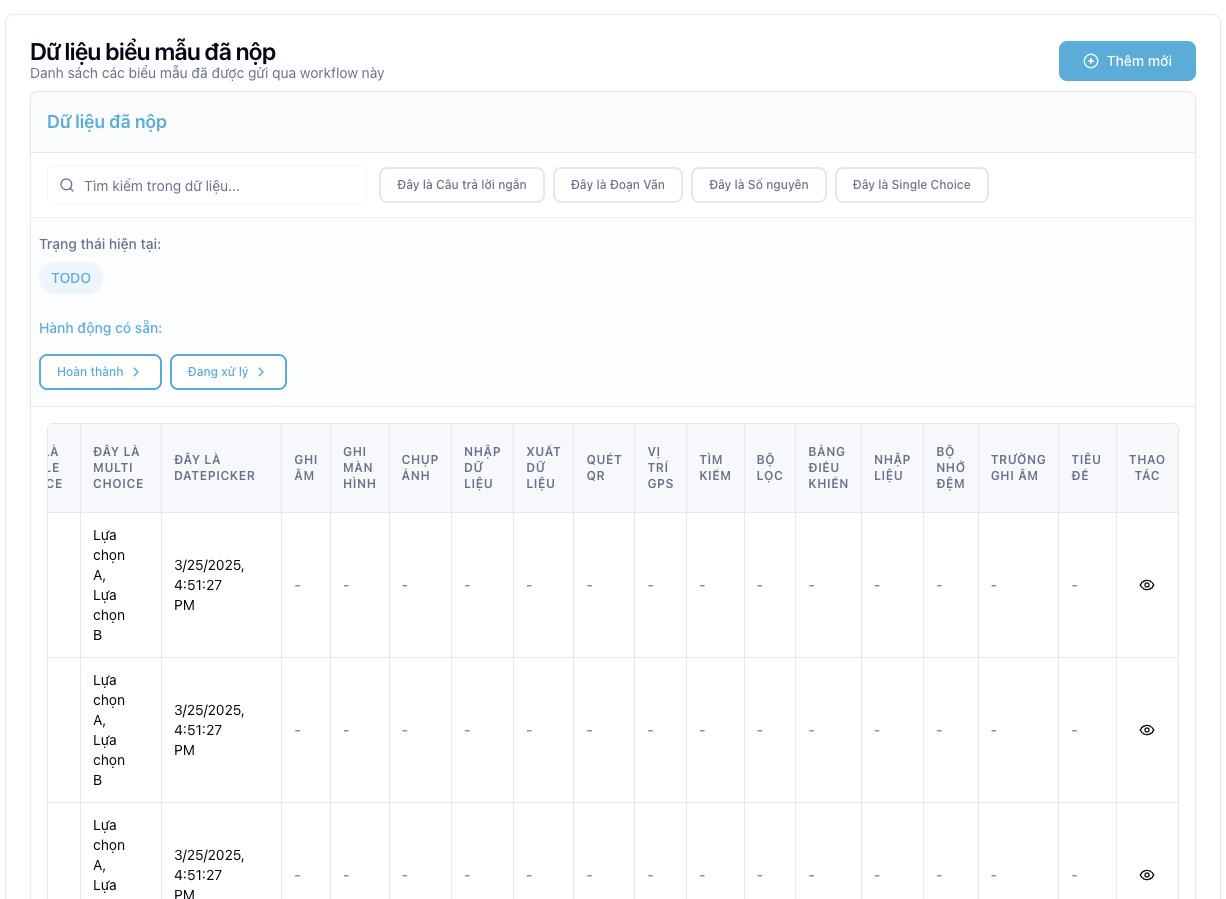 Dữ liệu biểu mẫu đã nộp
Danh sách các biểu mẫu đã được gửi qua workflow này
Thêm mới
Dữ liệu đã nộp
Tìm kiếm trong dữ liệu...
Đây là Câu trả lời ngắn
Đây là Đoạn Văn
Đây là Số nguyên
Đây là Single Choice
Trạng thái hiện tại:
TODO
Hành động có sẵn:
Hoàn thành
Đang xử lý
LÀ
LE
CE
ĐÂY LÀ
MULTI
CHOICE
ĐÂY LÀ
DATEPICKER
GHI
ÂM
GHI
MÀN
HÌNH
CHỤP
ẢNH
NHẬP
DỮ
LIỆU
XUẤT
DỮ
LIỆU
QUÉT
QR
VỊ
TRÍ
GPS
TÌM
KIẾM
BỘ
LỌC
BẢNG
ĐIỀU
KHIỂN
NHẬP
LIỆU
BỘ
NHỚ
ĐỆM
TRƯỜNG
GHI ÂM
TIÊU
ĐỀ
THAO
TÁC
Lựa
chọn
A,
Lựa
chọn
B
3/25/2025,
4:51:27
PM
- - - - - - - - - - - - - -
Lựa
chọn
A,
Lựa
chọn
B
3/25/2025,
4:51:27
PM
- - - - - - - - - - - - - -
Lựa
chọn
A,
Lựa
3/25/2025,
4:51:27
PM
- - - - - - - - - - - - - -